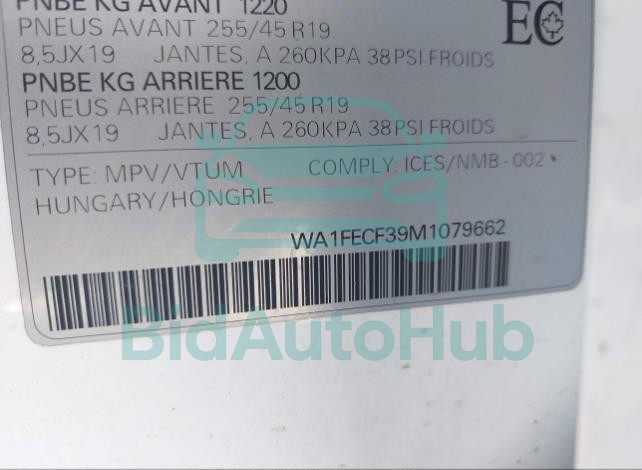 PNBE KG AVANT 1220
PNEUS AVANT 255/45 R19
8,5JX19 JANTES, A 260KPA 38PSI FROIDS
PNBE KG ARRIERE 1200
PNEUS ARRIERE 255/45 R19
8,5JX19 JANTES, A 260KPA 38PSI FROIDS
EC
TYPE: MPV/VTUM COMPLY: ICES/NMB-002
HUNGARY/HONGRIE
WA1FECF39M1079662
BidAutoHub